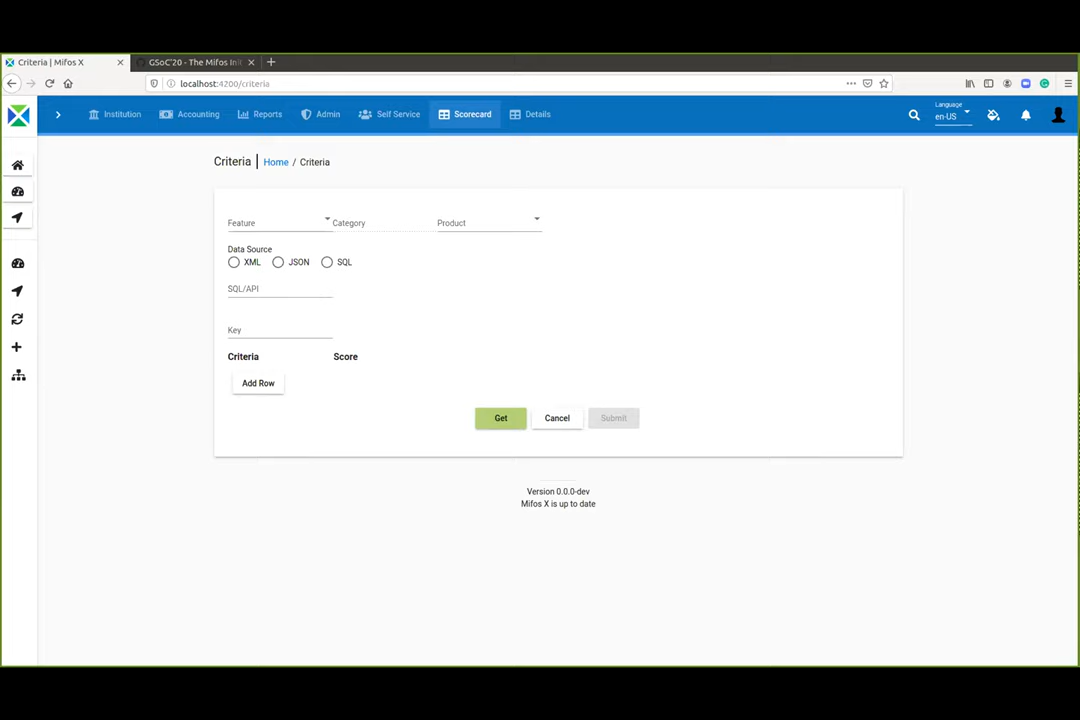 Criteria | Mifos X
GSoC'20 - The Mifos Init
localhost:4200/criteria
Institution Accounting Reports Admin Self Service Scorecard Details
Language
en-US
Criteria Home / Criteria
Feature Category Product
Data Source
XML JSON SQL
SQL/API
Key
Criteria Score
Add Row
Get Cancel Submit
Version 0.0.0-dev
Mifos X is up to date